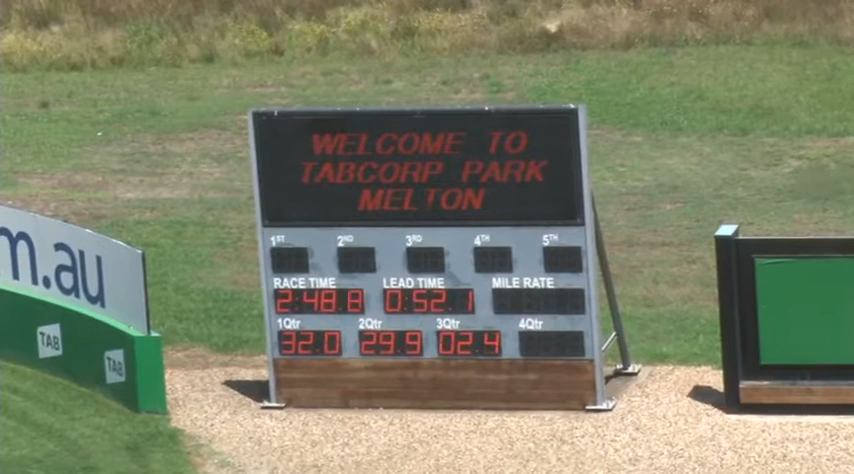 WELCOME TO
TABCORP PARK
MELTON
1ST 2ND 3RD 4TH 5TH
RACE TIME LEAD TIME MILE RATE
2:48.8 0:52.1
1Qtr 2Qtr 3Qtr 4Qtr
32.0 29.9 02.4
m.au
TAB
TAB